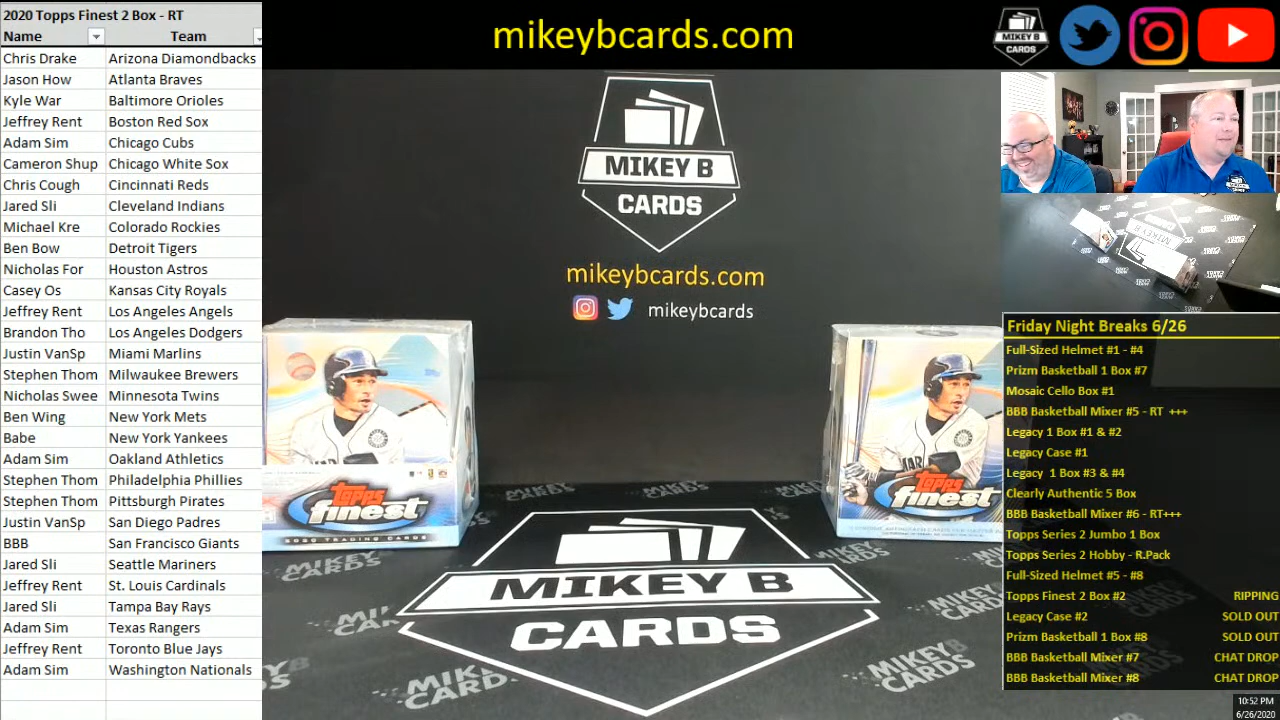 2020 Topps Finest 2 Box - RT
Name Team
Chris Drake Arizona Diamondbacks
Jason How Atlanta Braves
Kyle War Baltimore Orioles
Jeffrey Rent Boston Red Sox
Adam Sim Chicago Cubs
Cameron Shup Chicago White Sox
Chris Cough Cincinnati Reds
Jared Sli Cleveland Indians
Michael Kre Colorado Rockies
Ben Bow Detroit Tigers
Nicholas For Houston Astros
Casey Os Kansas City Royals
Jeffrey Rent Los Angeles Angels
Brandon Tho Los Angeles Dodgers
Justin VanSp Miami Marlins
Stephen Thom Milwaukee Brewers
Nicholas Swee Minnesota Twins
Ben Wing New York Mets
Babe New York Yankees
Adam Sim Oakland Athletics
Stephen Thom Philadelphia Phillies
Stephen Thom Pittsburgh Pirates
Justin VanSp San Diego Padres
BBB San Francisco Giants
Jared Sli Seattle Mariners
Jeffrey Rent St. Louis Cardinals
Jared Sli Tampa Bay Rays
Adam Sim Texas Rangers
Jeffrey Rent Toronto Blue Jays
Adam Sim Washington Nationals
mikeybcards.com
MIKEY B
CARDS
MIKEY B
CARDS
mikeybcards.com
mikeybcards
Topps
finest
2020 TRADING CARDS
Topps
finest
MIKEY B
CARDS
Friday Night Breaks 6/26
Full-Sized Helmet #1 - #4
Prizm Basketball 1 Box #7
Mosaic Cello Box #1
BBB Basketball Mixer #5 - RT +++
Legacy 1 Box #1 & #2
Legacy Case #1
Legacy 1 Box #3 & #4
Clearly Authentic 5 Box
BBB Basketball Mixer #6 - RT+++
Topps Series 2 Jumbo 1 Box
Topps Series 2 Hobby - R.Pack
Full-Sized Helmet #5 - #8
Topps Finest 2 Box #2 RIPPING
Legacy Case #2 SOLD OUT
Prizm Basketball 1 Box #8 SOLD OUT
BBB Basketball Mixer #7 CHAT DROP
BBB Basketball Mixer #8 CHAT DROP
10:52 PM
6/26/2020